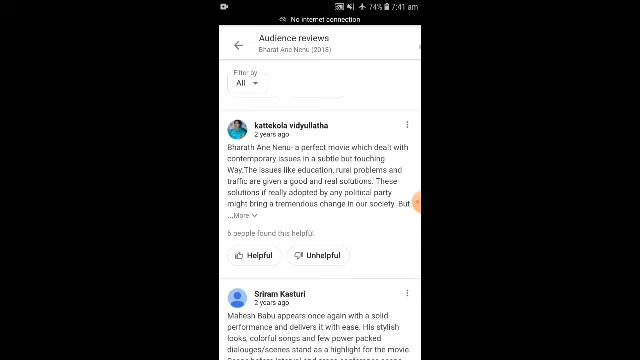 74% 7:41 am
No internet connection
Audience reviews
Bharat Ane Nenu (2018)
Filter by
All
kattekola vidyullatha
2 years ago
Bharath Ane Nenu- a perfect movie which dealt with
contemporary issues in a subtle but touching
Way.The issues like education, rural problems and
traffic are given a good and real solutions. These
solutions if really adopted by any political party
might bring a tremendous change in our society. But
...More
6 people found this helpful.
Helpful
Unhelpful
Sriram Kasturi
2 years ago
Mahesh Babu appears once again with a solid
performance and delivers it with ease. His stylish
looks, colorful songs and few power packed
dialouges/scenes stand as a highlight for the movie.